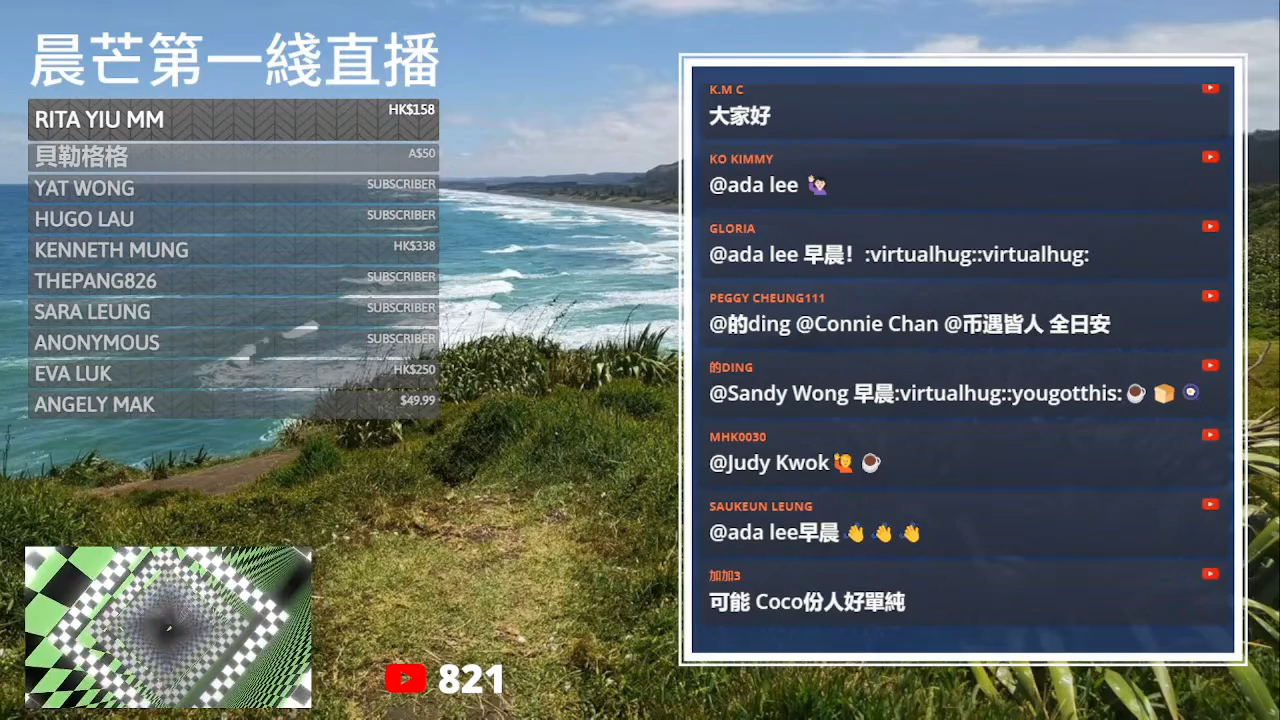 晨芒第一綫直播
RITA YIU MM HK$158
貝勒格格 A$50
YAT WONG SUBSCRIBER
HUGO LAU SUBSCRIBER
KENNETH MUNG HK$338
THEPANG826 SUBSCRIBER
SARA LEUNG SUBSCRIBER
ANONYMOUS SUBSCRIBER
EVA LUK HK$250
ANGELY MAK $49.99
K.M C
大家好
KO KIMMY
@ada lee 🙋🏻‍♀️
GLORIA
@ada lee 早晨！:virtualhug::virtualhug:
PEGGY CHEUNG111
@的ding @Connie Chan @币遇皆人 全日安
的DING
@Sandy Wong 早晨:virtualhug::yougotthis:☕ 🍞 🧿
MHK0030
@Judy Kwok 🙋 ☕
SAUKEUN LEUNG
@ada lee早晨 👋 👋 👋
加加3
可能 Coco份人好單純
821